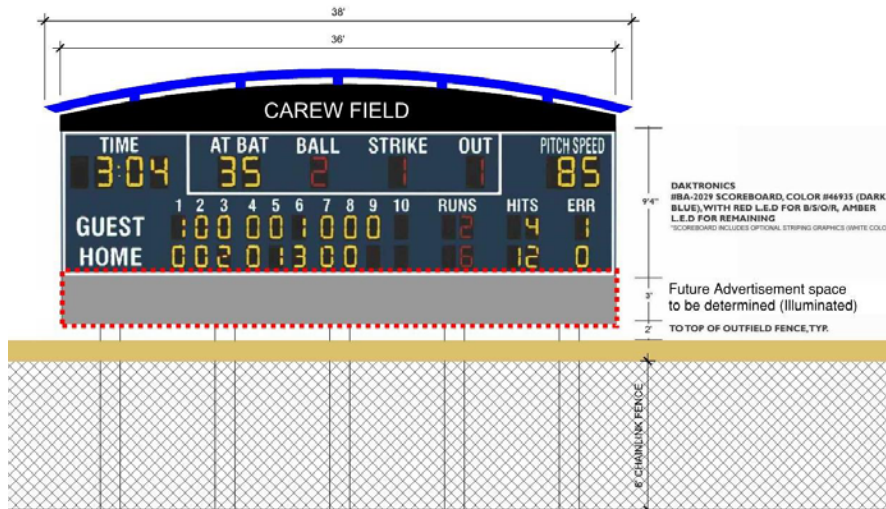 38'
36'
CAREW FIELD
TIME AT BAT BALL STRIKE OUT PITCH SPEED
3:04 35 2 1 1 85
1 2 3 4 5 6 7 8 9 10 RUNS HITS ERR
GUEST 1 0 0 0 0 1 0 0 0 2 4 1
HOME 0 0 2 0 1 3 0 0 6 12 0
9'4"
DAKTRONICS
#BA-2029 SCOREBOARD, COLOR #46935 (DARK
BLUE), WITH RED L.E.D FOR B/S/O/R, AMBER
L.E.D FOR REMAINING
*SCOREBOARD INCLUDES OPTIONAL STRIPING GRAPHICS (WHITE COLO
3'
Future Advertisement space
to be determined (Illuminated)
2'
TO TOP OF OUTFIELD FENCE, TYP.
CHAINLINK FENCE